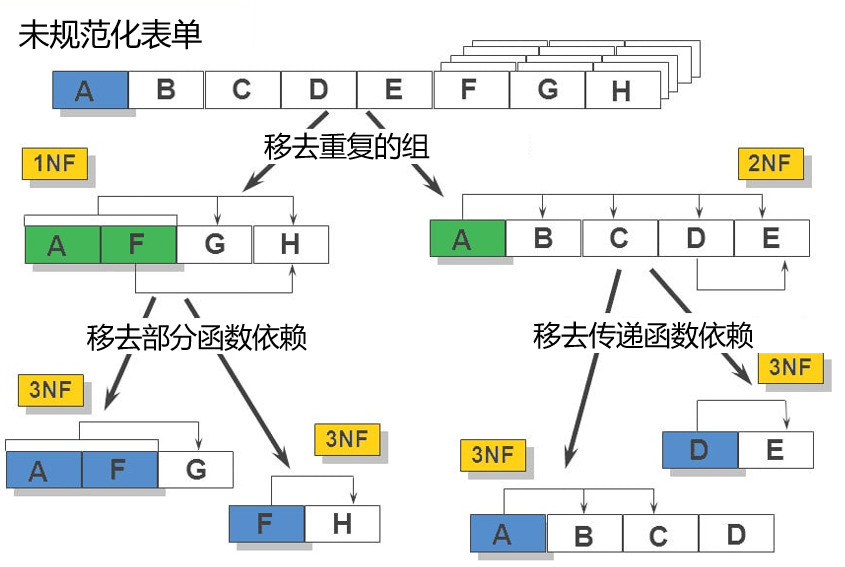 未规范化表单
A B C D E F G H
移去重复的组
1NF
2NF
A F G H
A B C D E
移去部分函数依赖
移去传递函数依赖
3NF
3NF
A F G
D E
3NF
3NF
F H
A B C D